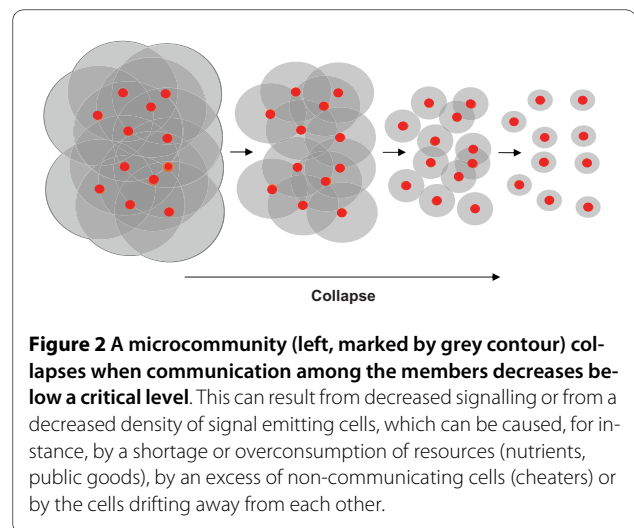 Collapse
Figure 2 A microcommunity (left, marked by grey contour) col-
lapses when communication among the members decreases be-
low a critical level. This can result from decreased signalling or from a
decreased density of signal emitting cells, which can be caused, for in-
stance, by a shortage or overconsumption of resources (nutrients,
public goods), by an excess of non-communicating cells (cheaters) or
by the cells drifting away from each other.